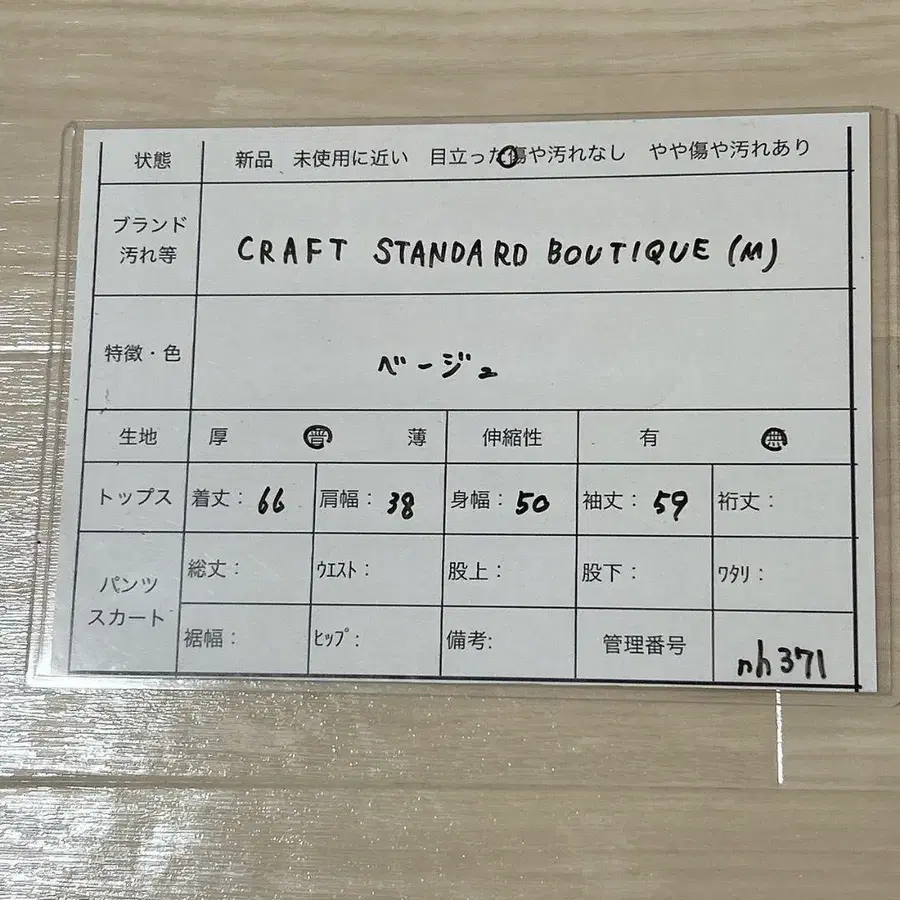 状態 新品 未使用に近い 目立った傷や汚れなし やや傷や汚れあり
ブランド
汚れ等
CRAFT STANDARD BOUTIQUE (M)
特徴・色 ベージュ
生地 厚 普 薄 伸縮性 有 無
トップス 着丈：66 肩幅：38 身幅：50 袖丈：59 裄丈：
パンツ
スカート
総丈： ｳｴｽﾄ： 股上： 股下： ﾜﾀﾘ：
裾幅： ﾋｯﾌﾟ： 備考: 管理番号 nh371